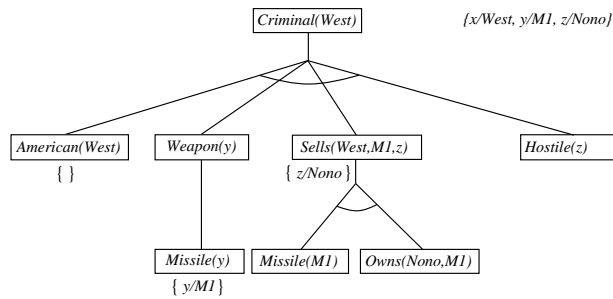 Criminal(West)
{x/West, y/M1, z/Nono}
American(West)
Weapon(y)
Sells(West,M1,z)
Hostile(z)
{ }
{ z/Nono }
Missile(y)
Missile(M1)
Owns(Nono,M1)
{ y/M1 }